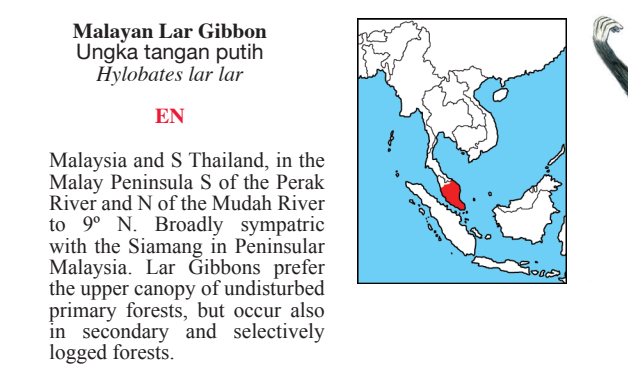 Malayan Lar Gibbon
Ungka tangan putih
Hylobates lar lar
EN
Malaysia and S Thailand, in the
Malay Peninsula S of the Perak
River and N of the Mudah River
to 9º N. Broadly sympatric
with the Siamang in Peninsular
Malaysia. Lar Gibbons prefer
the upper canopy of undisturbed
primary forests, but occur also
in secondary and selectively
logged forests.